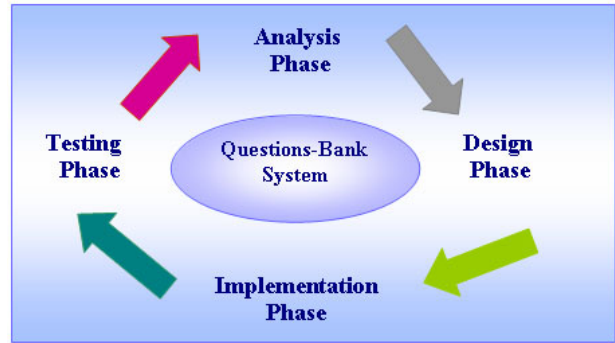 Analysis
Phase
Testing
Phase
Questions-Bank
System
Design
Phase
Implementation
Phase